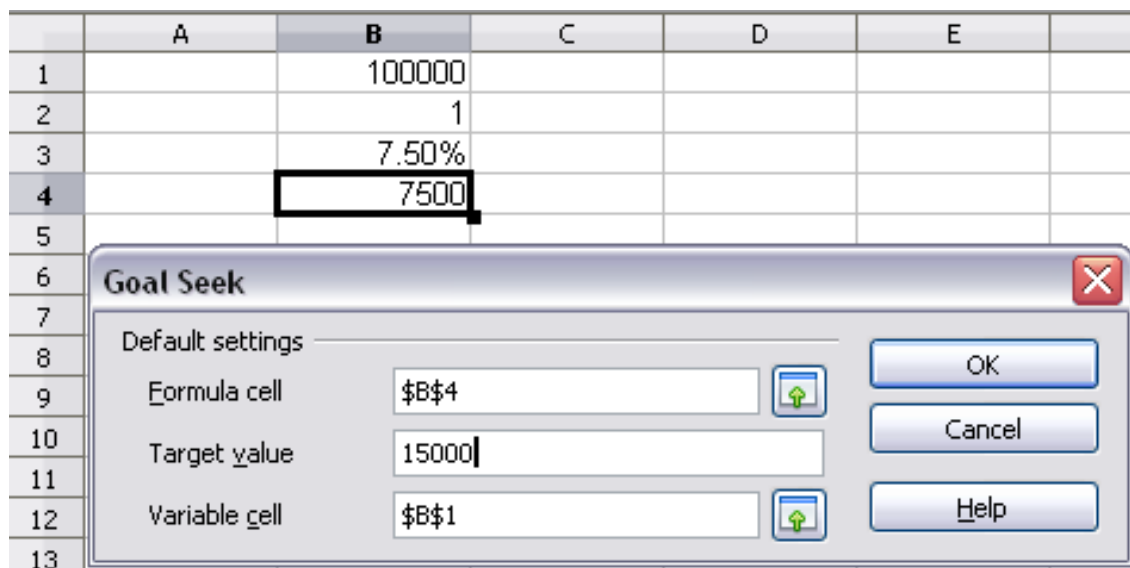 A B C D E
1 100000
2 1
3 7.50%
4 7500
5
6 Goal Seek
7
8 Default settings
OK
9 Formula cell $B$4
10 Target value 15000 Cancel
11
12 Variable cell $B$1 Help
13